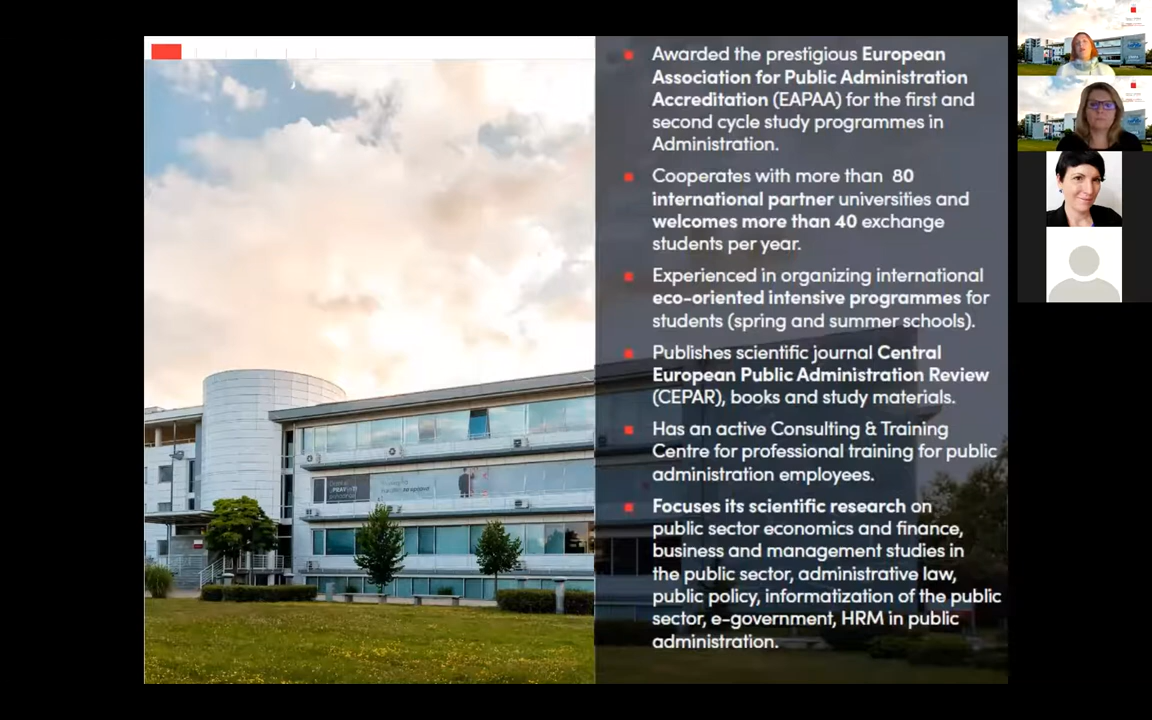 Awarded the prestigious European
Association for Public Administration
Accreditation (EAPAA) for the first and
second cycle study programmes in
Administration.
Cooperates with more than 80
international partner universities and
welcomes more than 40 exchange
students per year.
Experienced in organizing international
eco-oriented intensive programmes for
students (spring and summer schools).
Publishes scientific journal Central
European Public Administration Review
(CEPAR), books and study materials.
Has an active Consulting & Training
Centre for professional training for public
administration employees.
Focuses its scientific research on
public sector economics and finance,
business and management studies in
the public sector, administrative law,
public policy, informatization of the public
sector, e-government, HRM in public
administration.